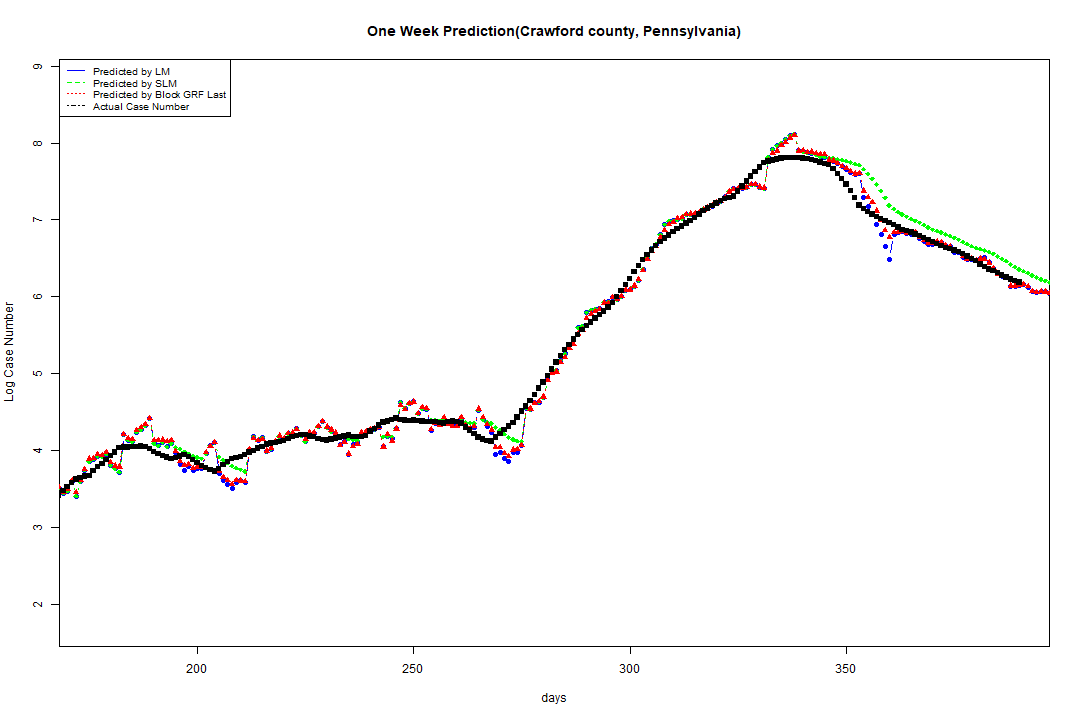 One Week Prediction(Crawford county, Pennsylvania)
Predicted by LM
Predicted by SLM
Predicted by Block GRF Last
Actual Case Number
9
8
7
6
5
4
3
2
Log Case Number
200
250
300
350
days